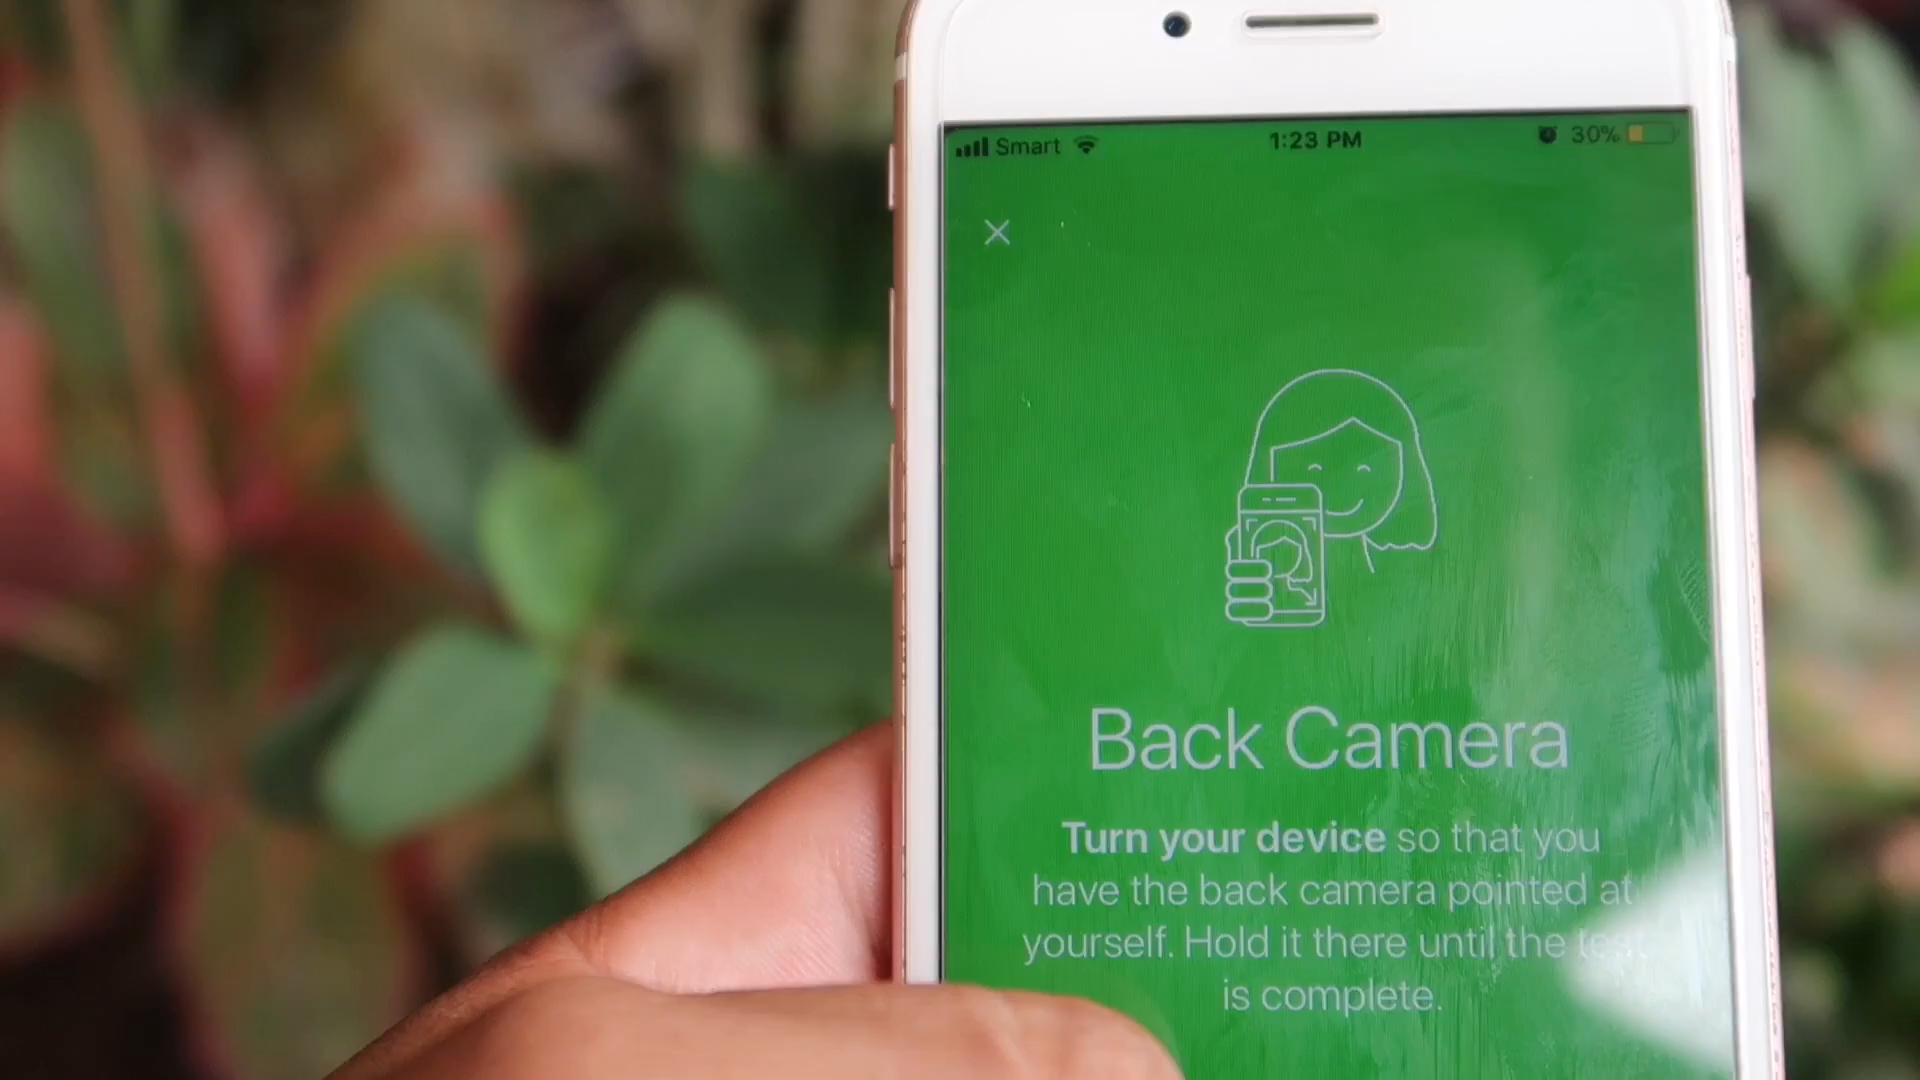 Smart 1:23 PM 30%
Back Camera
Turn your device so that you
have the back camera pointed at
yourself. Hold it there until the test
is complete.